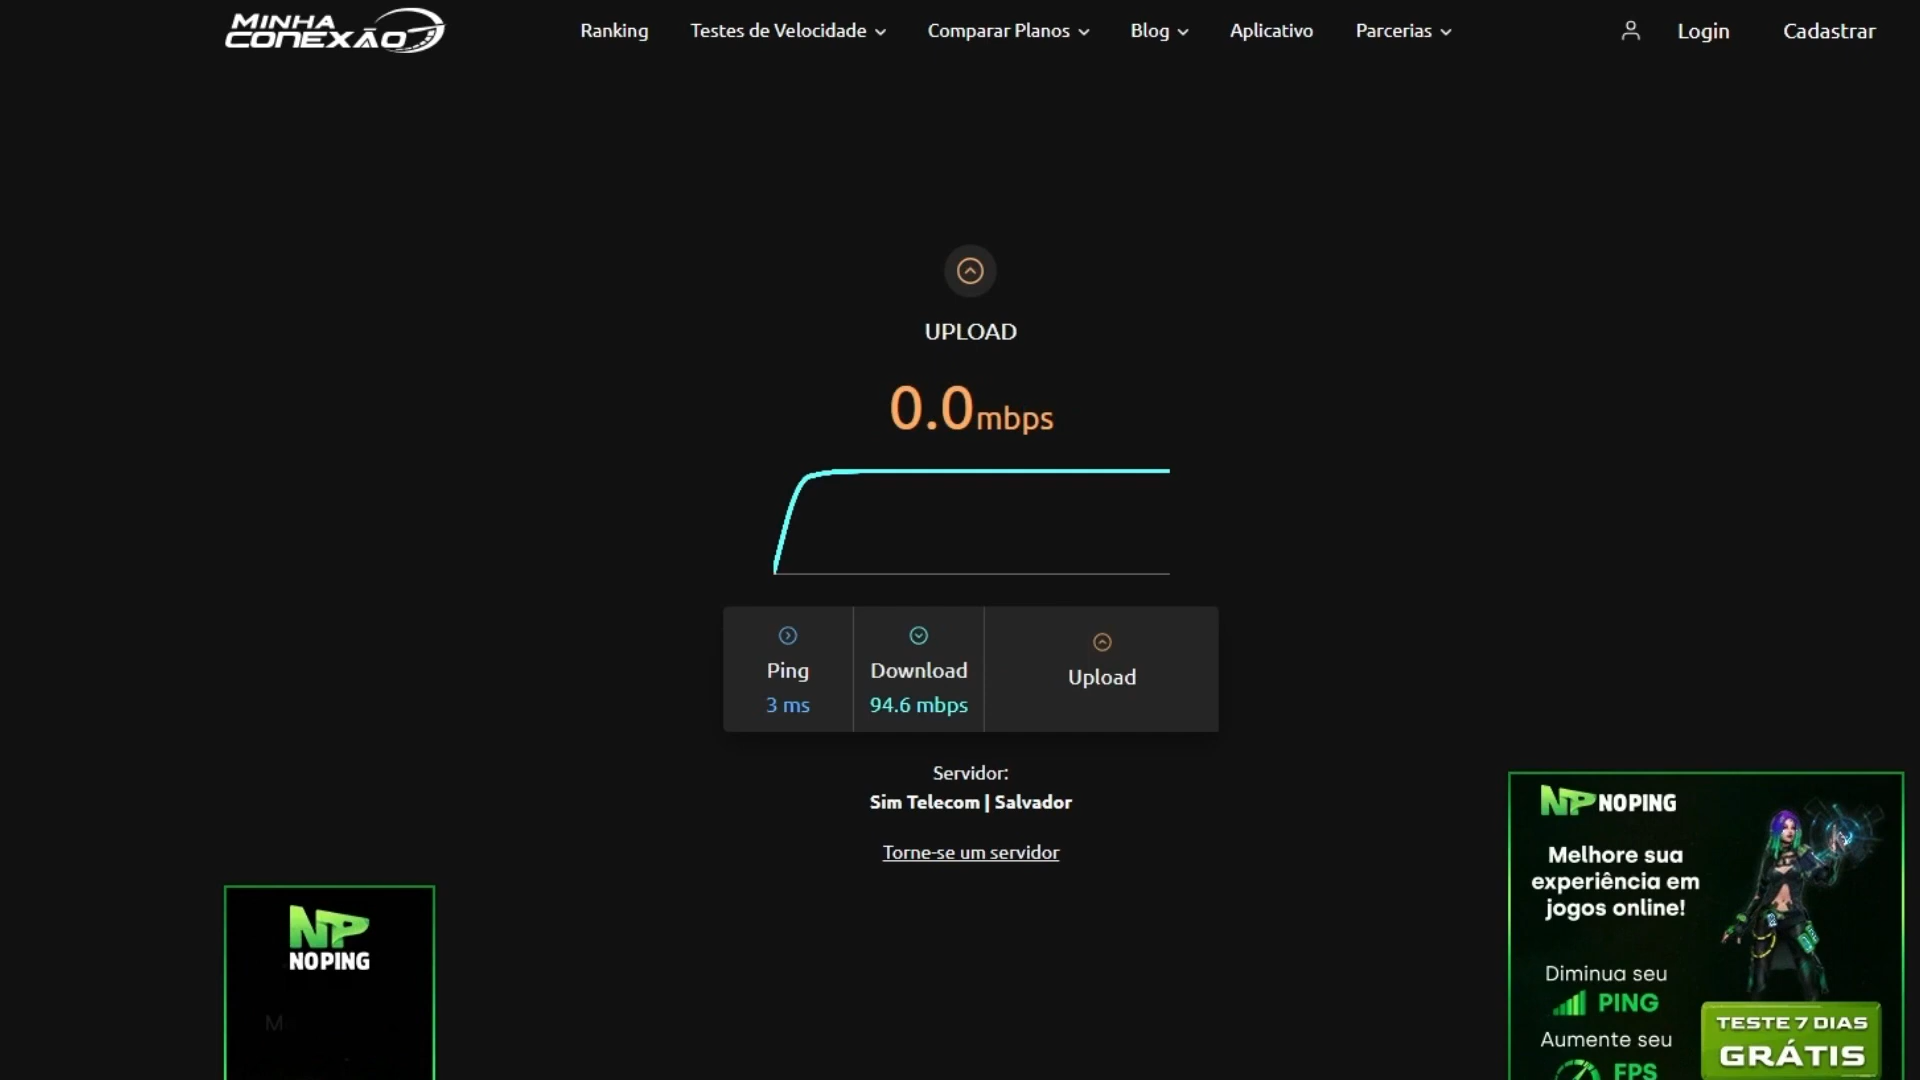 MINHA CONEXÃO
Ranking
Testes de Velocidade
Comparar Planos
Blog
Aplicativo
Parcerias
Login
Cadastrar
UPLOAD
0.0mbps
Ping
3 ms
Download
94.6 mbps
Upload
Servidor:
Sim Telecom | Salvador
Torne-se um servidor
NP
NOPING
M
NP NOPING
Melhore sua
experiência em
jogos online!
Diminua seu
PING
Aumente seu
FPS
TESTE 7 DIAS
GRÁTIS